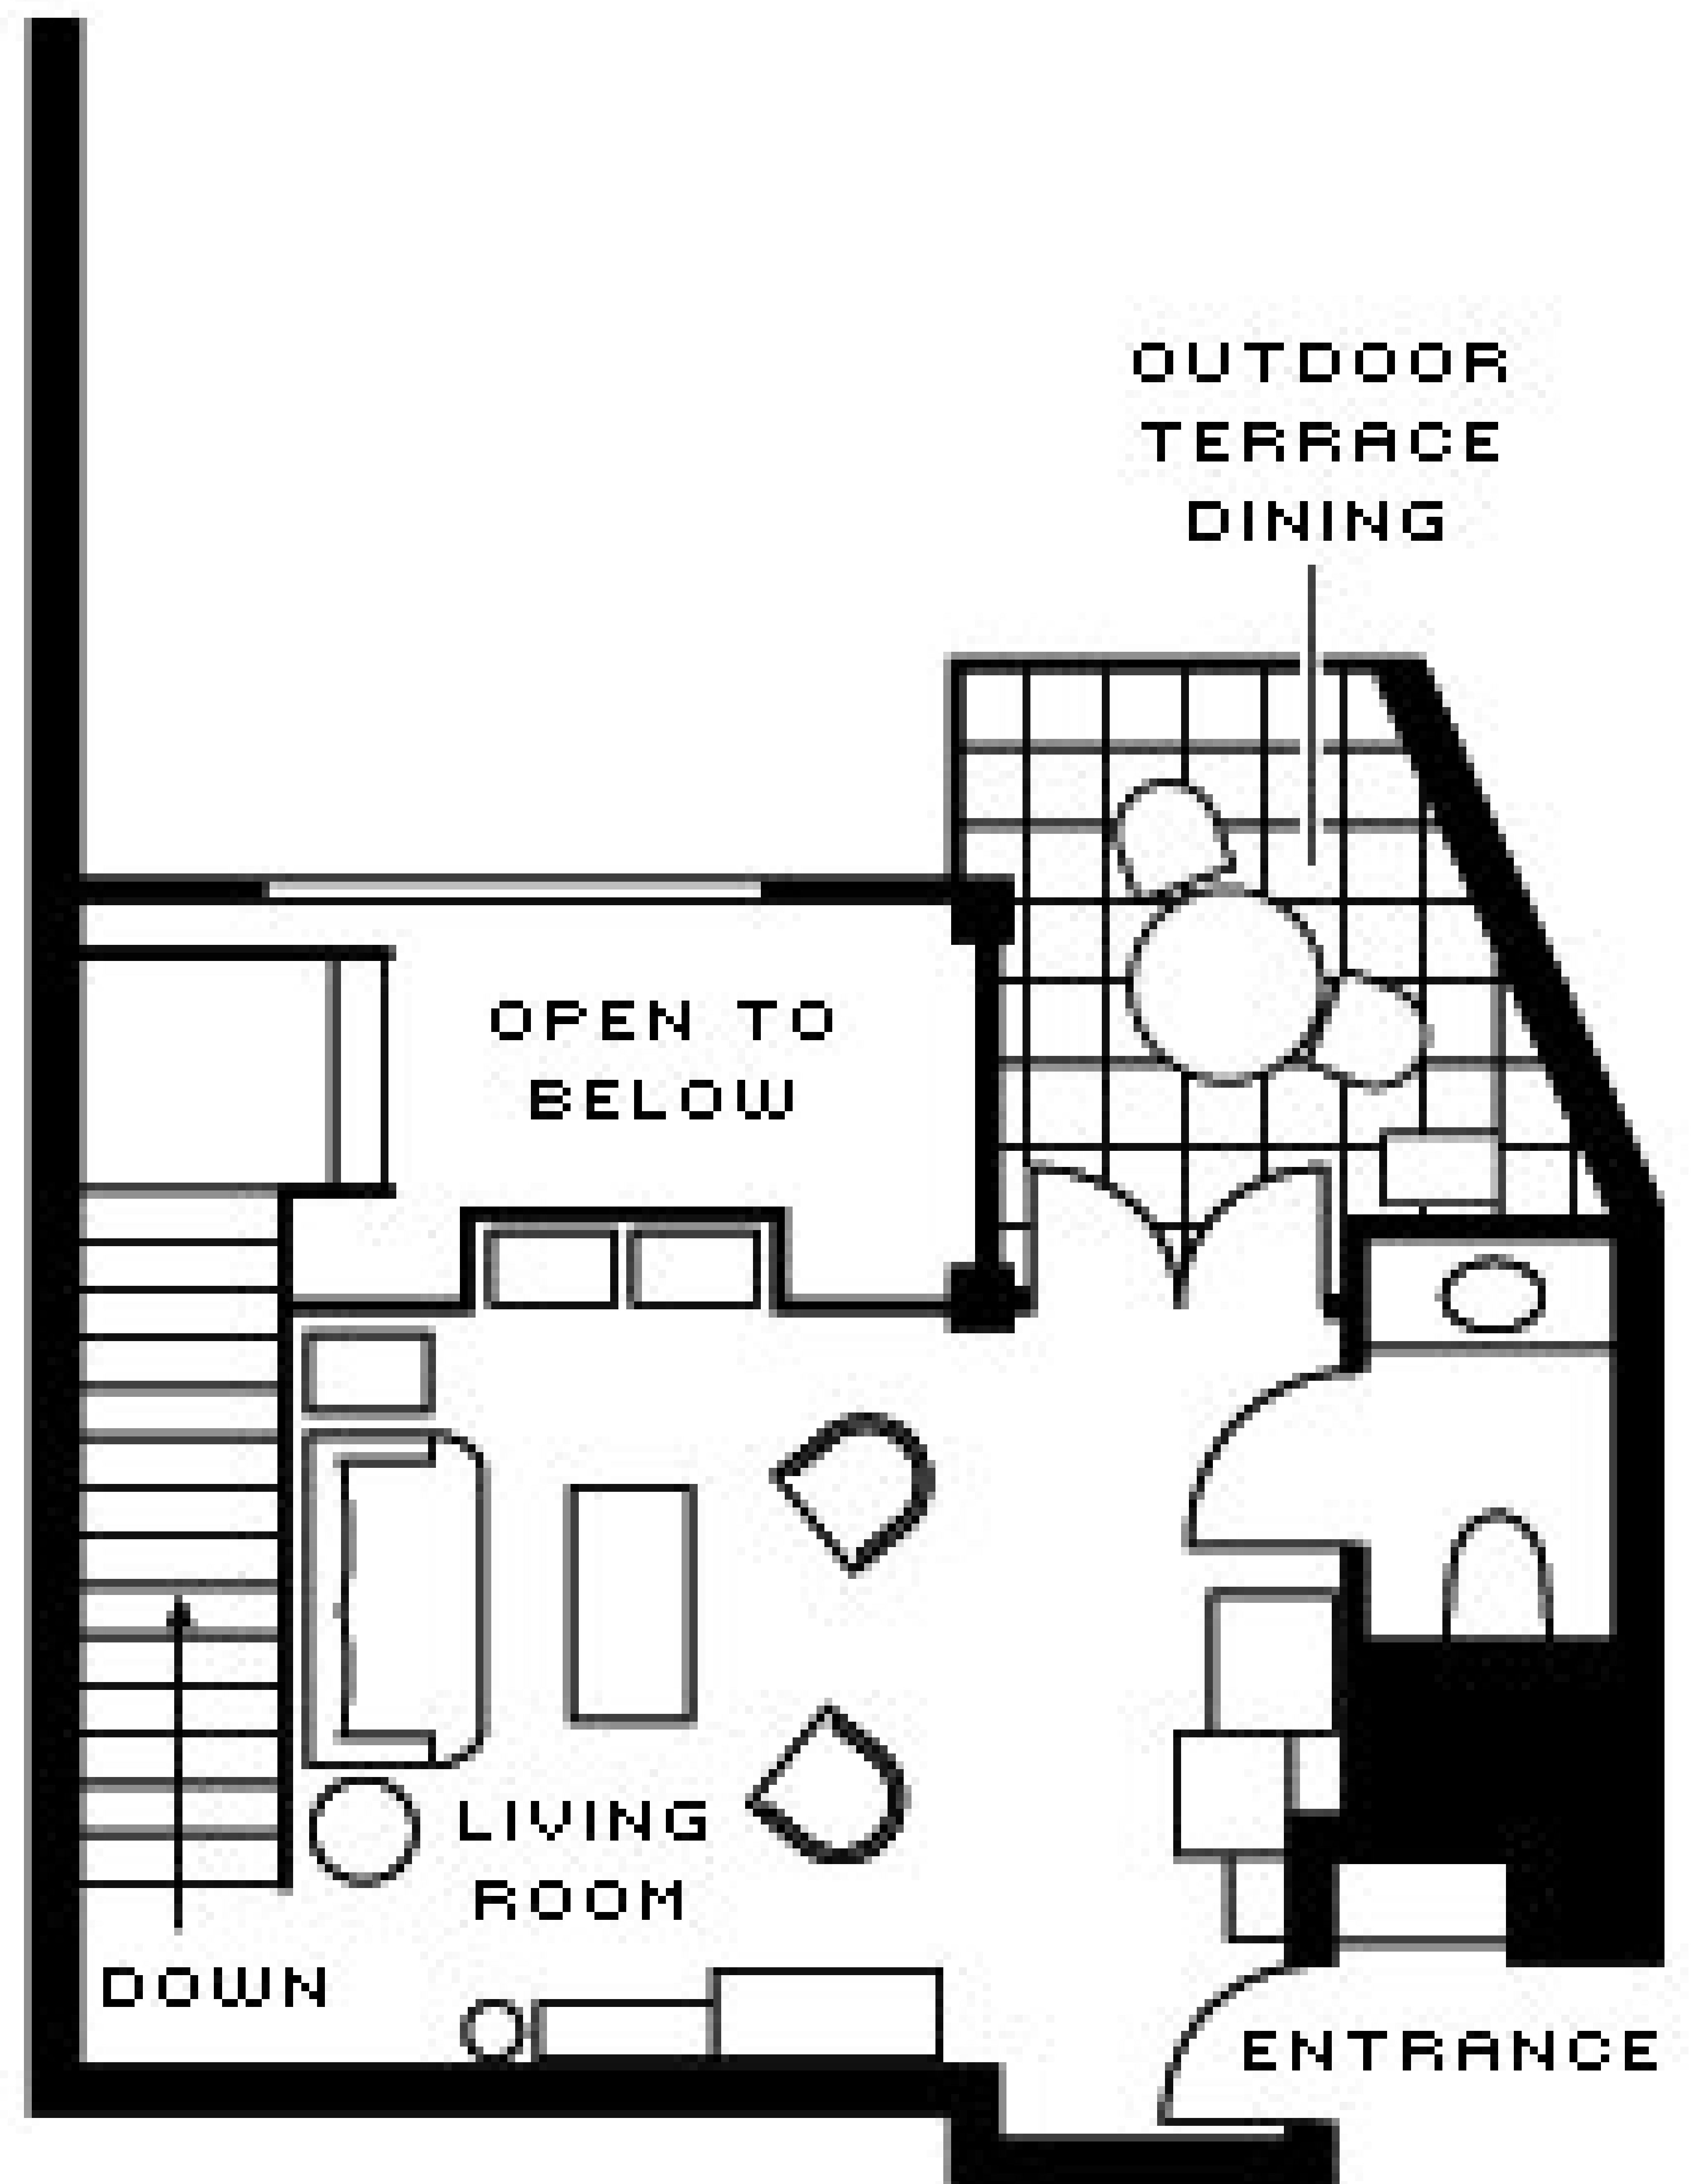 OUTDOOR
TERRACE
DINING
OPEN TO
BELOW
LIVING
ROOM
DOWN
ENTRANCE